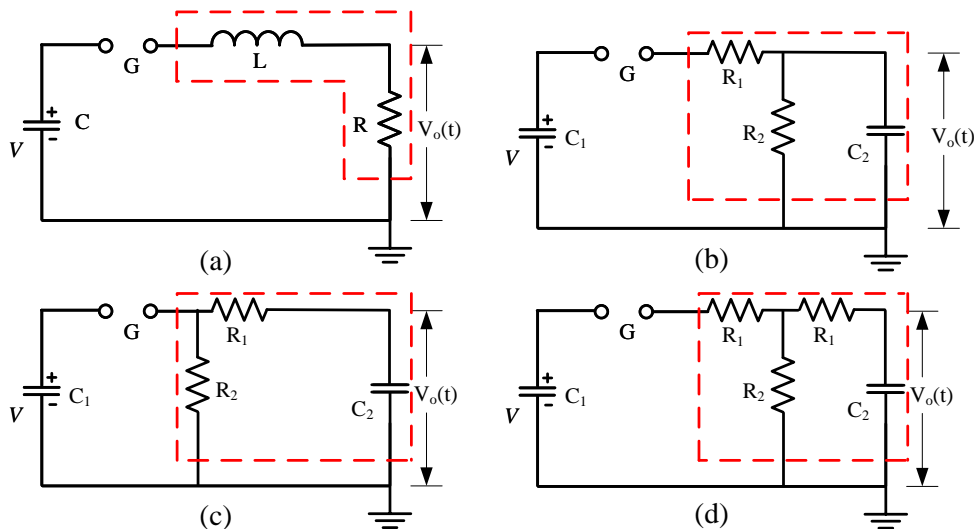 G
L
+
C
-
V
R
Vo(t)
(a)
G
R1
+
C1
-
V
R2
C2
Vo(t)
(b)
G
R1
+
C1
-
V
R2
C2
Vo(t)
(c)
G
R1
R1
+
C1
-
V
R2
C2
Vo(t)
(d)